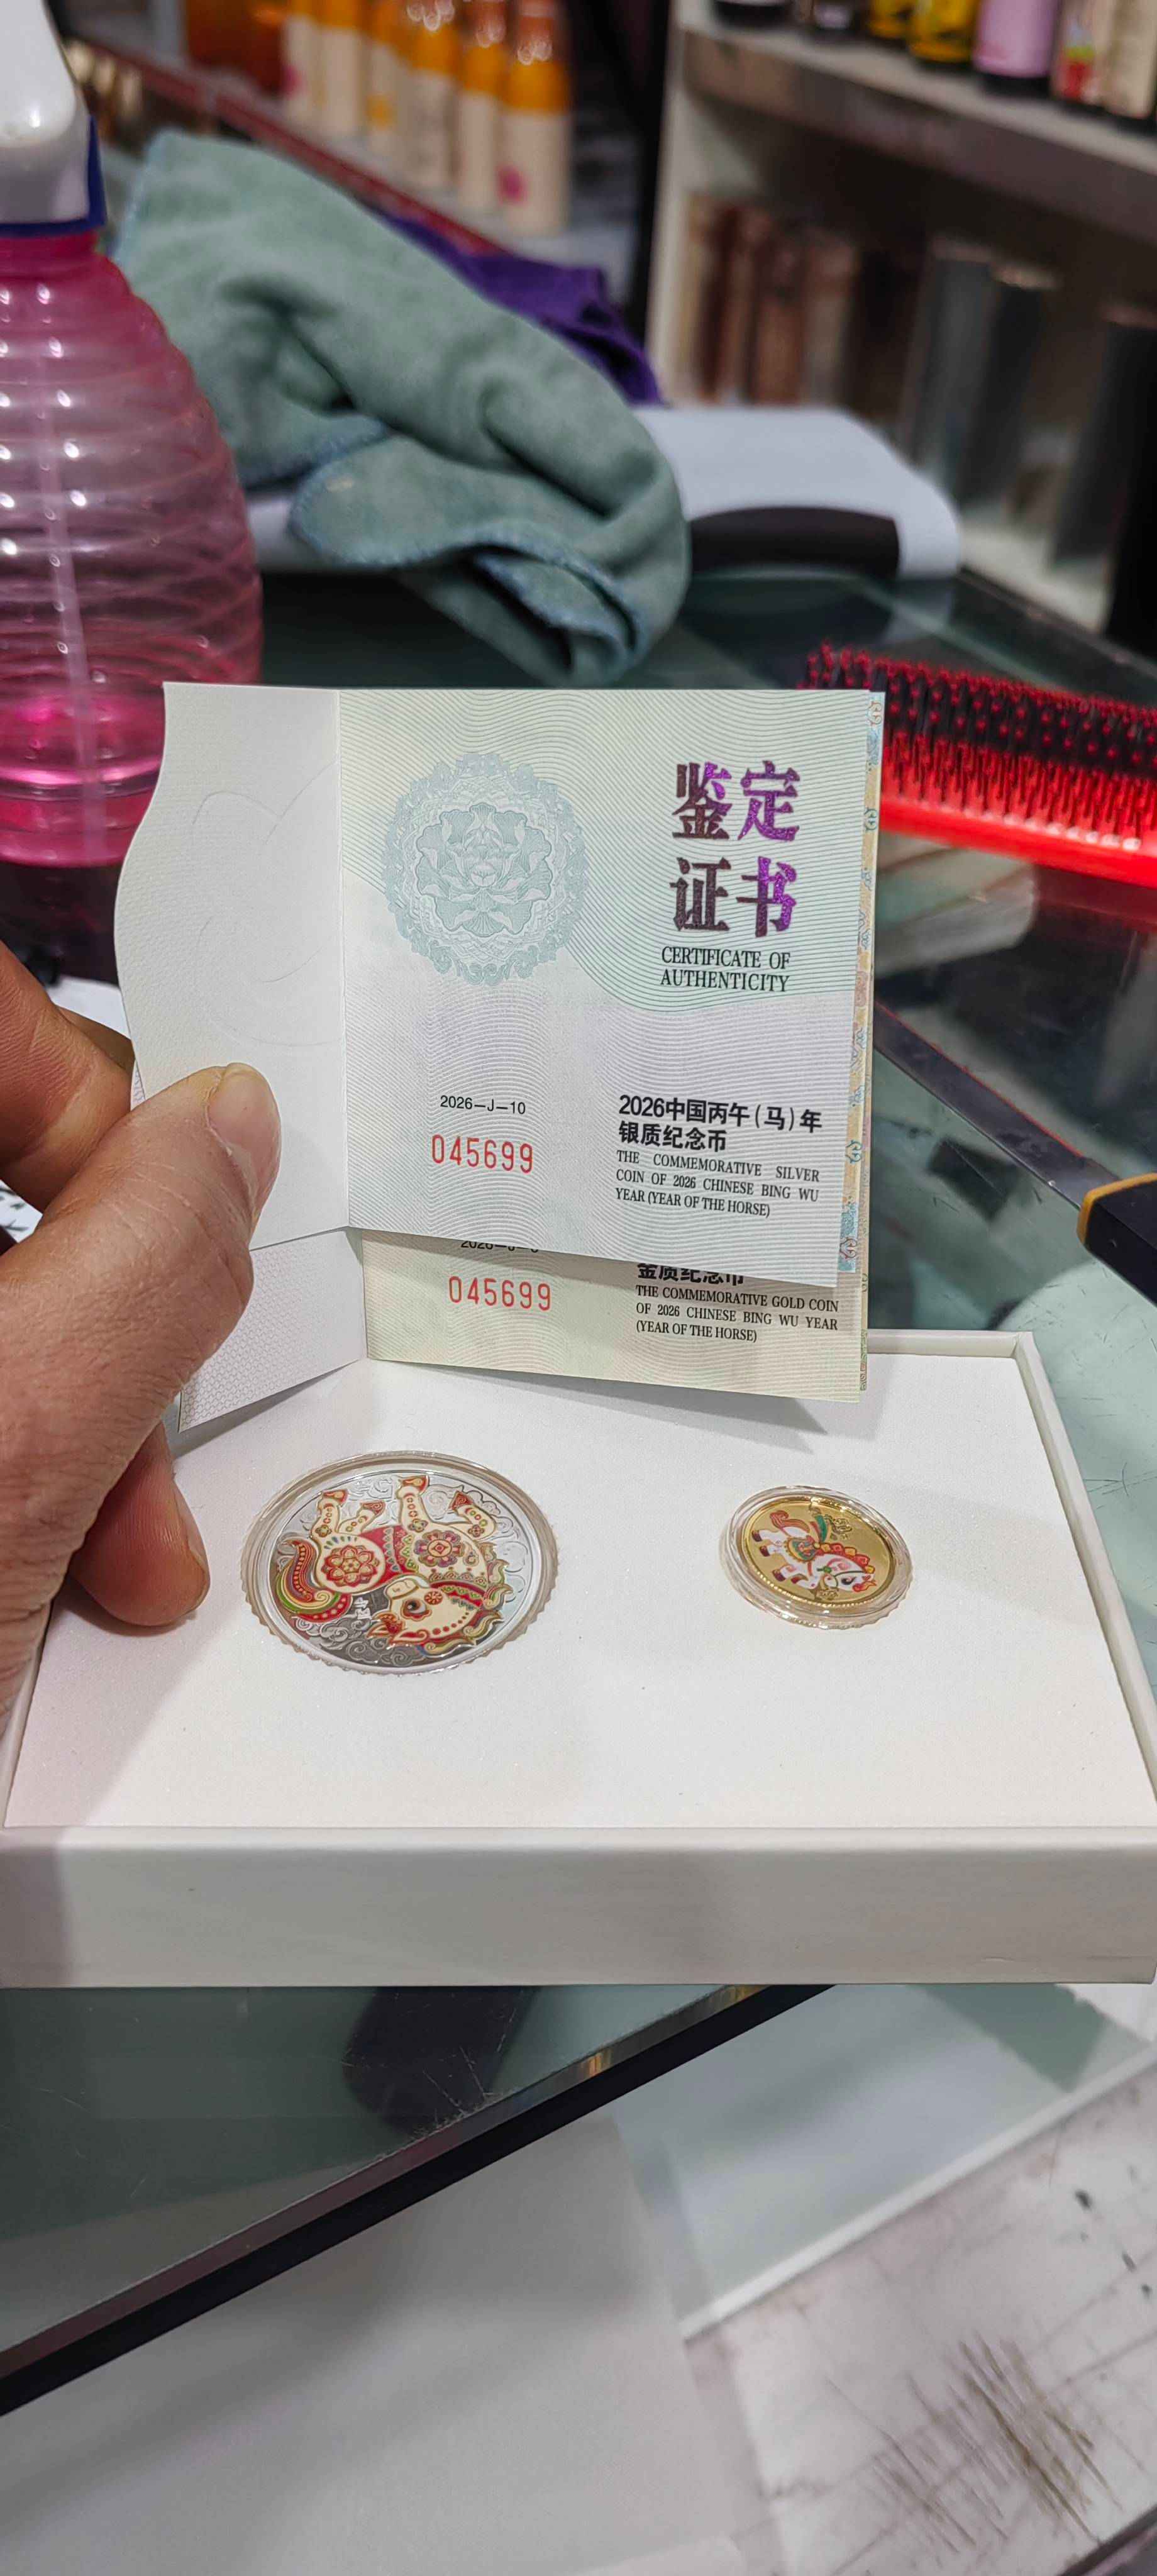 鉴定
证书
CERTIFICATE OF
AUTHENTICITY
2026—J—10
045699
2026中国丙午(马)年
银质纪念币
THE COMMEMORATIVE SILVER
COIN OF 2026 CHINESE BING WU
YEAR (YEAR OF THE HORSE)
045699
金质纪念币
THE COMMEMORATIVE GOLD COIN
OF 2026 CHINESE BING WU YEAR
(YEAR OF THE HORSE)